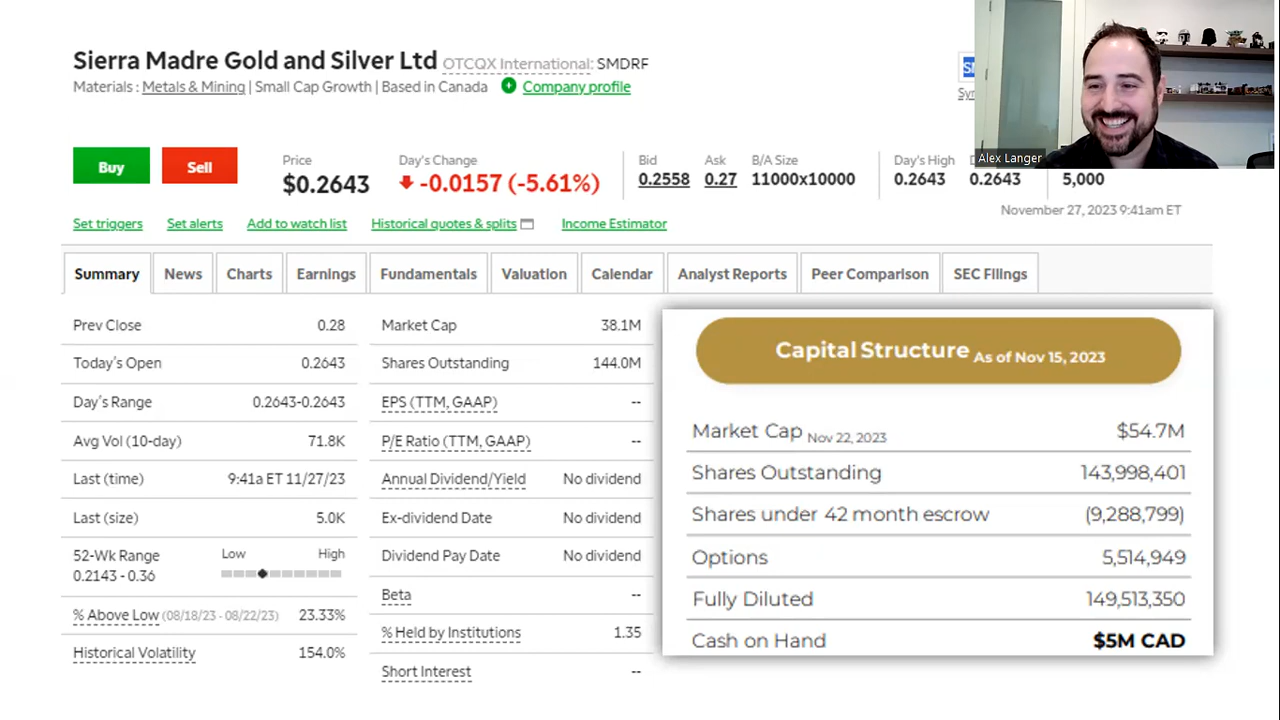 Sierra Madre Gold and Silver Ltd OTCQX International: SMDRF
Materials : Metals & Mining | Small Cap Growth | Based in Canada Company profile
Alex Langer
Buy
Sell
Price
$0.2643
Day's Change
-0.0157 (-5.61%)
Bid
0.2558
Ask
0.27
B/A Size
11000x10000
Day's High
0.2643
0.2643
5,000
November 27, 2023 9:41am ET
Set triggers
Set alerts
Add to watch list
Historical quotes & splits
Income Estimator
Summary
News
Charts
Earnings
Fundamentals
Valuation
Calendar
Analyst Reports
Peer Comparison
SEC Filings
Prev Close 0.28
Today's Open 0.2643
Day's Range 0.2643-0.2643
Avg Vol (10-day) 71.8K
Last (time) 9:41a ET 11/27/23
Last (size) 5.0K
52-Wk Range Low High
0.2143 - 0.36
% Above Low (08/18/23 - 08/22/23) 23.33%
Historical Volatility 154.0%
Market Cap 38.1M
Shares Outstanding 144.0M
EPS (TTM, GAAP) --
P/E Ratio (TTM, GAAP) --
Annual Dividend/Yield No dividend
Ex-dividend Date No dividend
Dividend Pay Date No dividend
Beta --
% Held by Institutions 1.35
Short Interest --
Capital Structure As of Nov 15, 2023
Market Cap Nov 22, 2023 $54.7M
Shares Outstanding 143,998,401
Shares under 42 month escrow (9,288,799)
Options 5,514,949
Fully Diluted 149,513,350
Cash on Hand $5M CAD